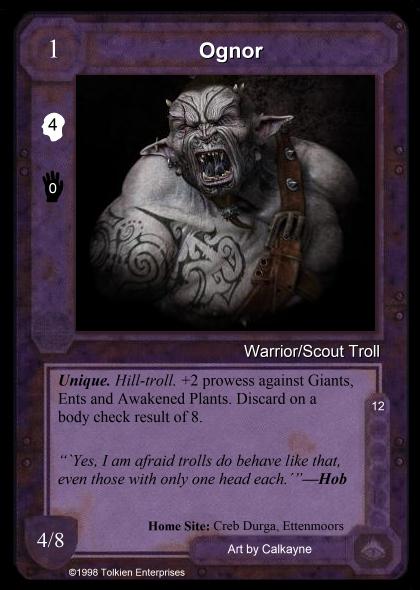 1
Ognor
4
0
Warrior/Scout Troll
Unique. Hill-troll. +2 prowess against Giants,
Ents and Awakened Plants. Discard on a
body check result of 8.
12
“`Yes, I am afraid trolls do behave like that,
even those with only one head each.´”—Hob
Home Site: Creb Durga, Ettenmoors
4/8
Art by Calkayne
©1998 Tolkien Enterprises